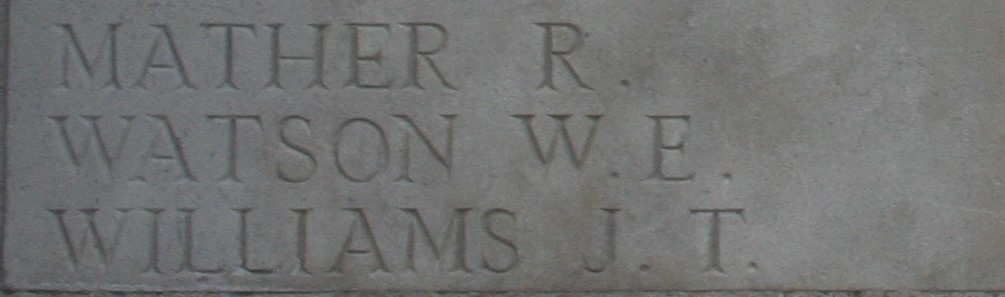 MATHER R.
WATSON W.E.
WILLIAMS J.T.